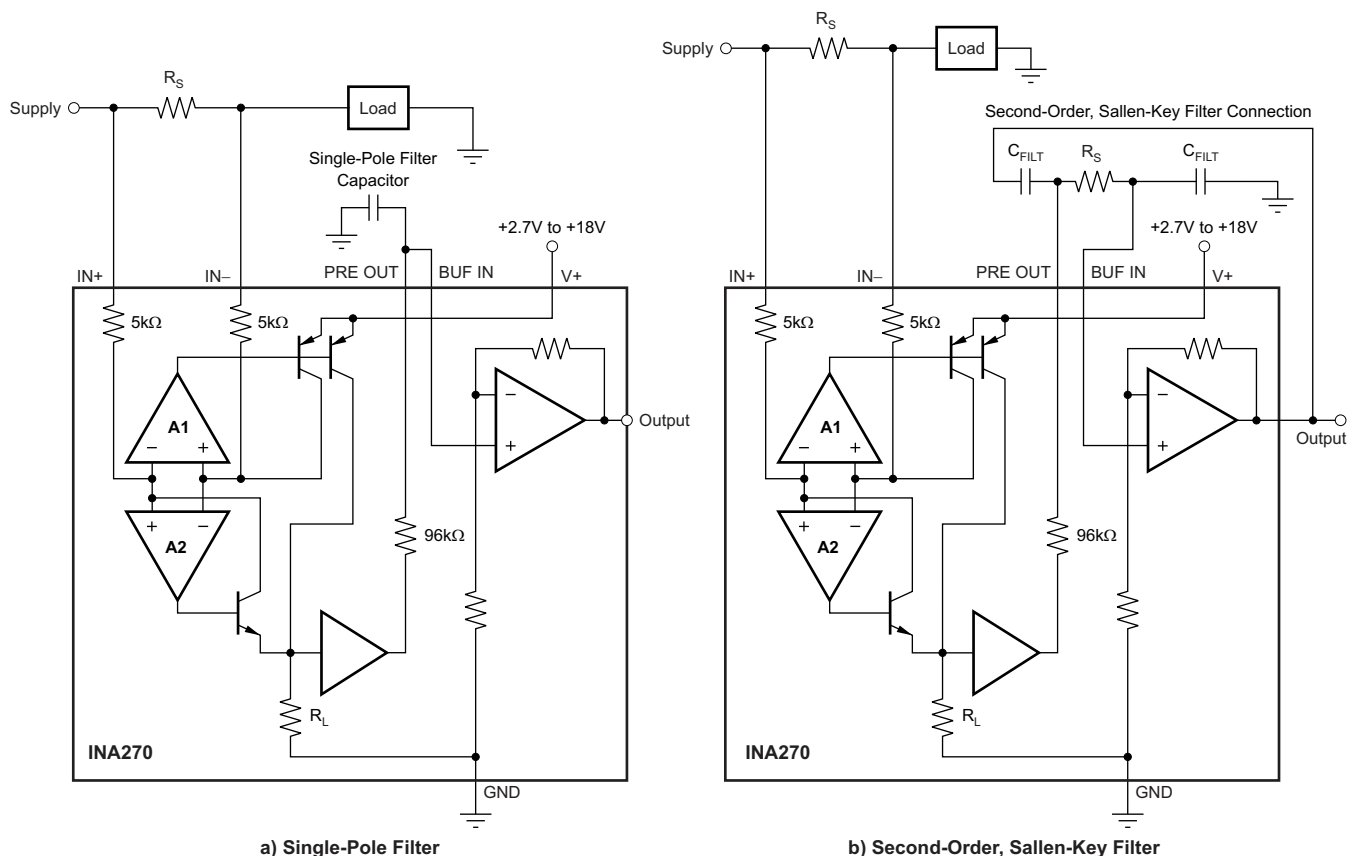 R_S
Supply
Load
Single-Pole Filter
Capacitor
+2.7V to +18V
IN+
IN−
PRE OUT
BUF IN
V+
5kΩ
5kΩ
A1
−
+
−
+
Output
+
−
A2
96kΩ
R_L
INA270
GND
a) Single-Pole Filter
R_S
Supply
Load
Second-Order, Sallen-Key Filter Connection
C_FILT
R_S
C_FILT
+2.7V to +18V
IN+
IN−
PRE OUT
BUF IN
V+
5kΩ
5kΩ
A1
−
+
−
+
Output
+
−
A2
96kΩ
R_L
INA270
GND
b) Second-Order, Sallen-Key Filter